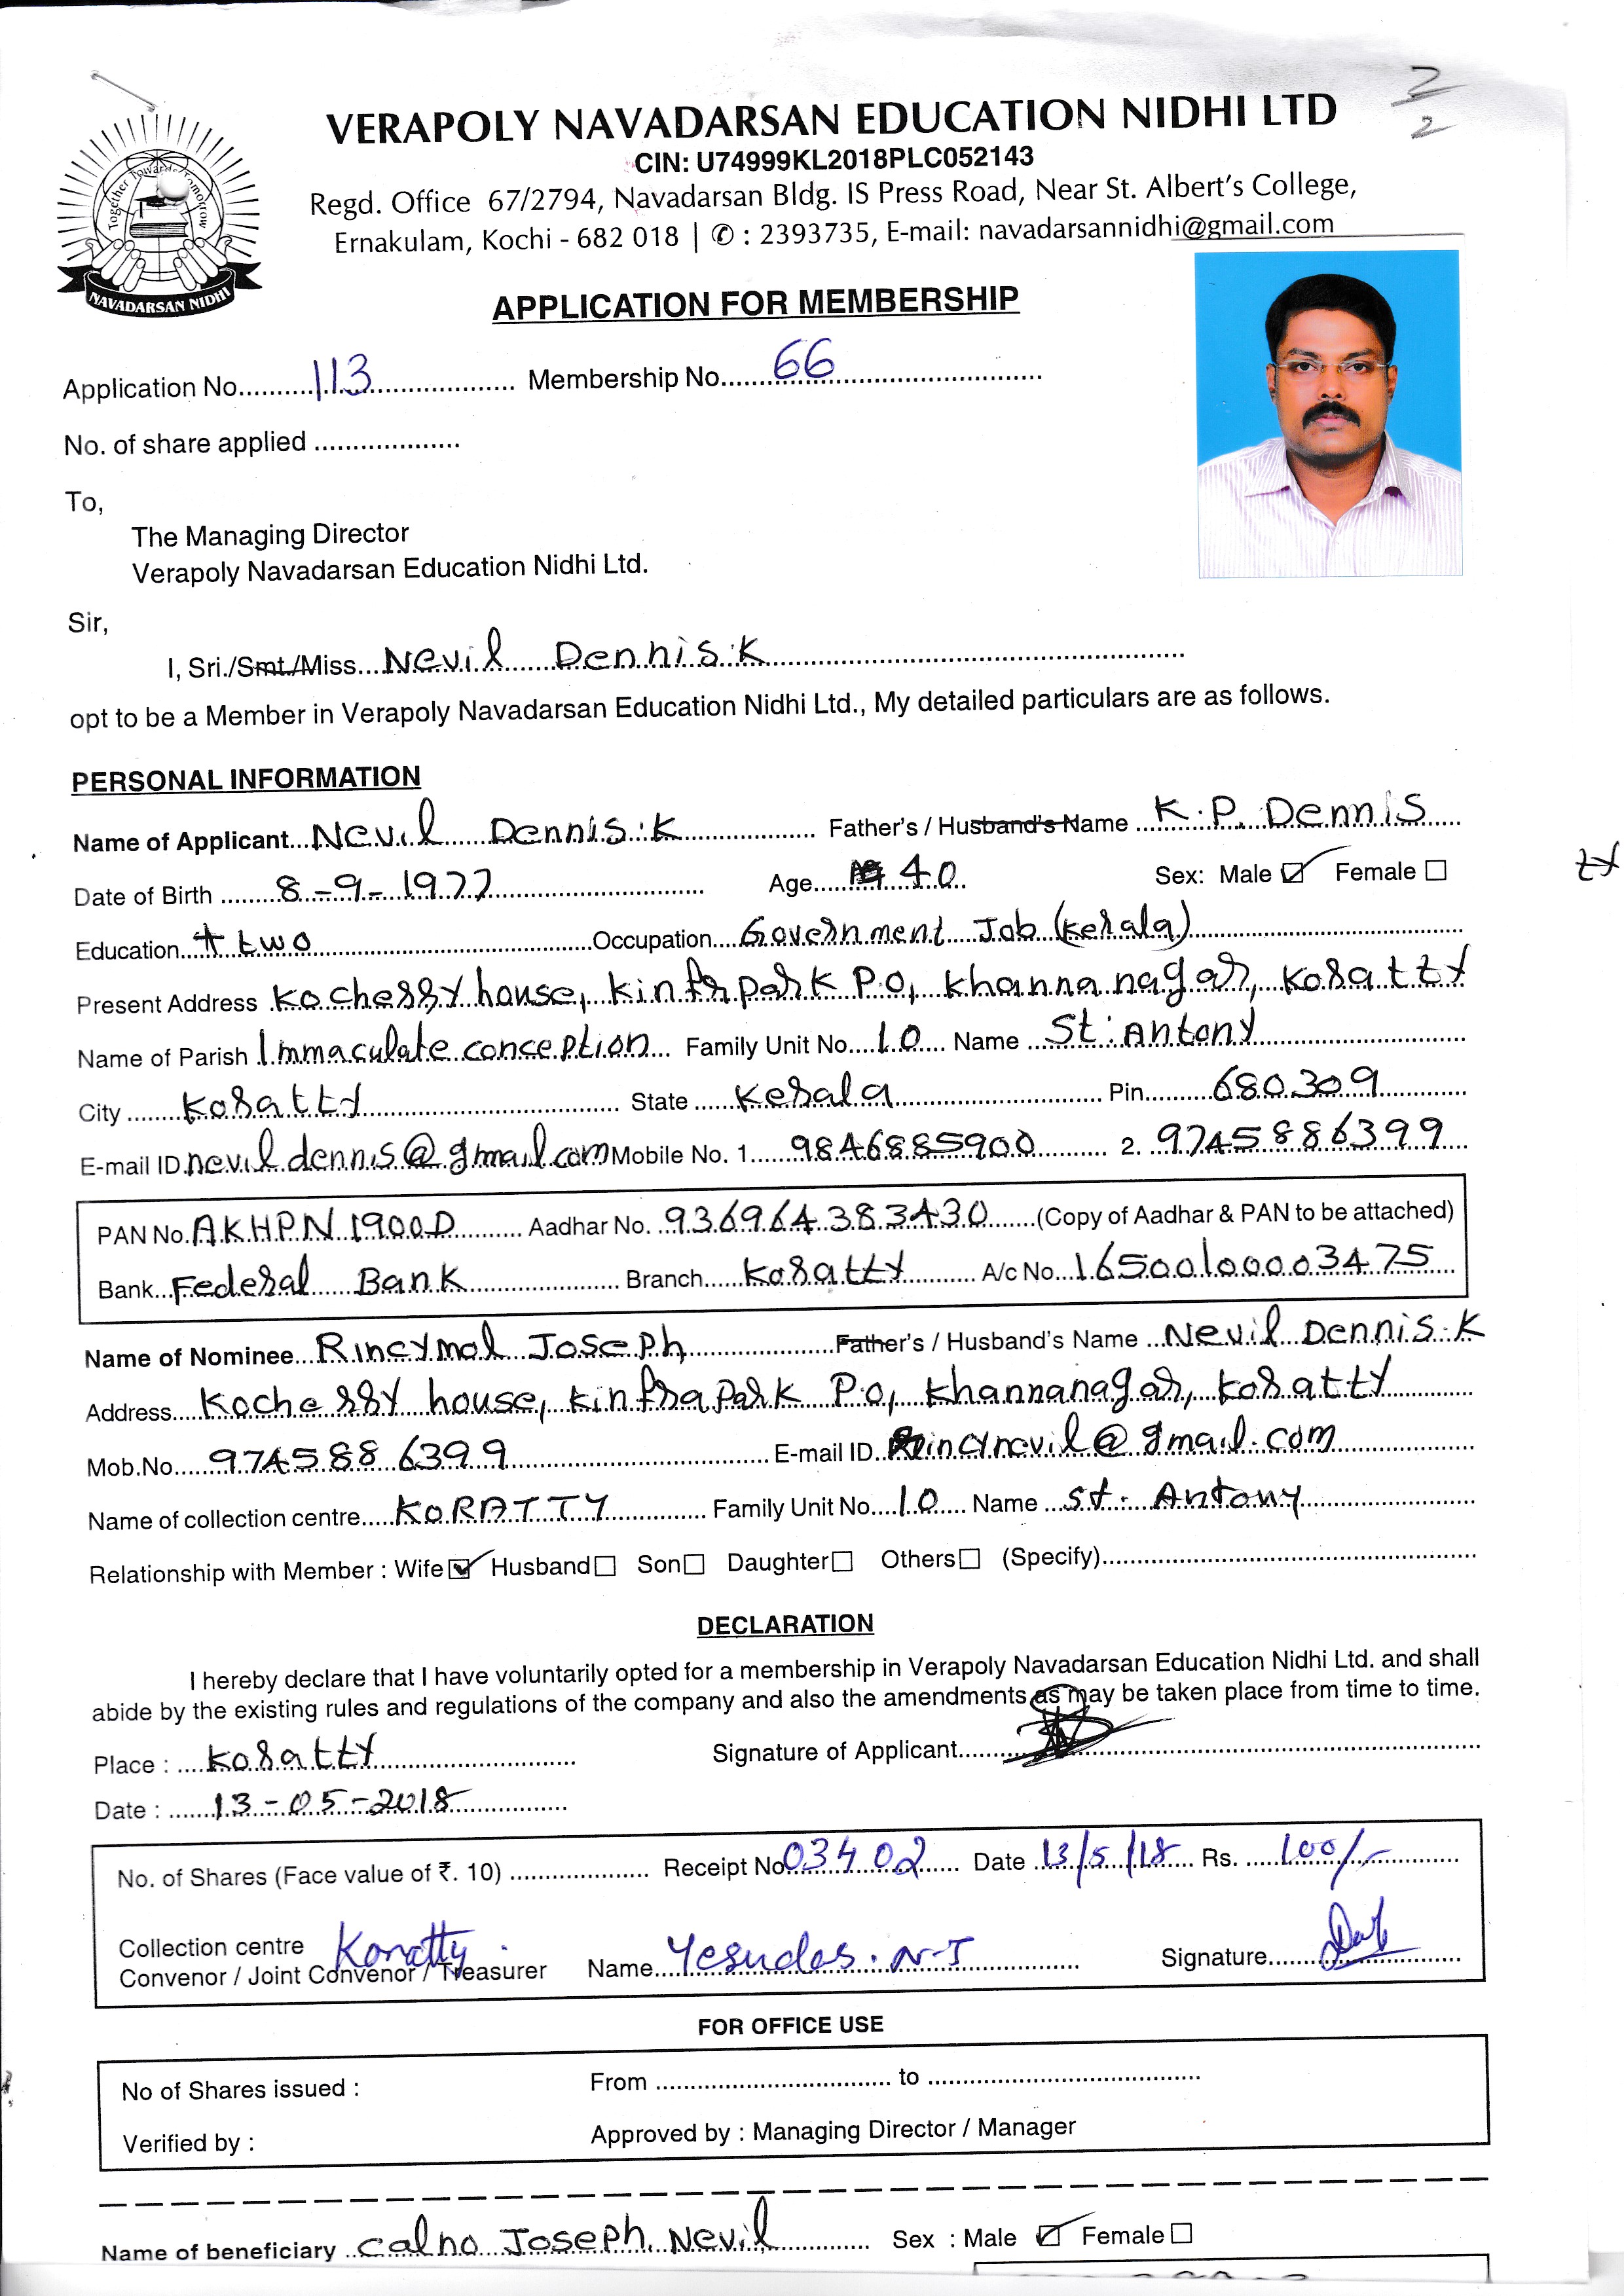 VERAPOLY NAVADARSAN EDUCATION NIDHI LTD
CIN: U74999KL2018PLC052143
Regd. Office 67/2794, Navadarsan Bldg. IS Press Road, Near St. Albert's College,
Ernakulam, Kochi - 682 018 | ✆ : 2393735, E-mail: navadarsannidhi@gmail.com
Together Towards Tomorrow
NAVADARSAN NIDHI
2
2
APPLICATION FOR MEMBERSHIP
Application No. 113 Membership No. 66
No. of share applied
To,
The Managing Director
Verapoly Navadarsan Education Nidhi Ltd.
Sir,
I, Sri./Smt./Miss Nevil Dennis.K
opt to be a Member in Verapoly Navadarsan Education Nidhi Ltd., My detailed particulars are as follows.
PERSONAL INFORMATION
Name of Applicant Nevil Dennis.K Father's / Husband's Name K.P. Dennis
Date of Birth 8-9-1977 Age 40 Sex: Male ☑ Female ☐
ty
Education + two Occupation Government Job (Kerala)
Present Address Kocherry house, Kinfra park P.O, Khanna nagar, Koratty
Name of Parish Immaculate conception Family Unit No. 10 Name St. Antony
City Koratty State Kerala Pin 680309
E-mail ID nevildennis@gmail.com Mobile No. 1. 9846885900 2. 9745886399
PAN No. AKHPN1900D Aadhar No. 936964383430 (Copy of Aadhar & PAN to be attached)
Bank Federal Bank Branch Koratty A/c No. 16500100003475
Name of Nominee Rincymol Joseph Father's / Husband's Name Nevil Dennis.K
Address Kocherry house, Kinfra Park P.O, Khannanagar, Koratty
Mob.No. 9745886399 E-mail ID rincynevil@gmail.com
Name of collection centre KORATTY Family Unit No. 10 Name St. Antony
Relationship with Member : Wife ☑ Husband ☐ Son ☐ Daughter ☐ Others ☐ (Specify)
DECLARATION
I hereby declare that I have voluntarily opted for a membership in Verapoly Navadarsan Education Nidhi Ltd. and shall
abide by the existing rules and regulations of the company and also the amendments as may be taken place from time to time.
Place : Koratty Signature of Applicant
Date : 13-05-2018
No. of Shares (Face value of ₹. 10) Receipt No. 03402 Date 13/5/18 Rs. 100/-
Collection centre Koratty
Convenor / Joint Convenor / Treasurer Name Yesudas. N-J Signature
FOR OFFICE USE
No of Shares issued : From to
Verified by : Approved by : Managing Director / Manager
Name of beneficiary Calno Joseph Nevil Sex : Male ☑ Female ☐